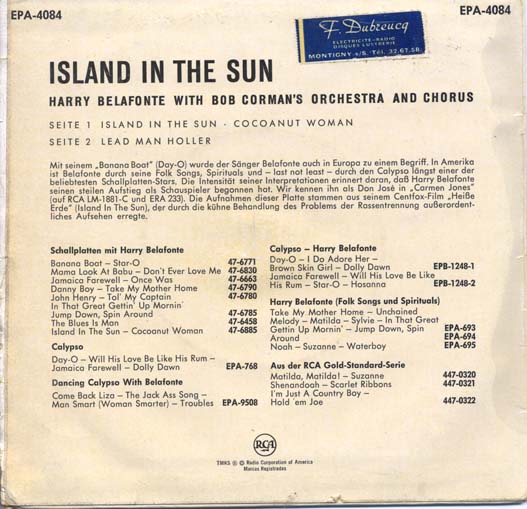 EPA-4084
EPA-4084
F. Dubreucq
ELECTRICITE-RADIO
DISQUES LUSTRERIE
MONTIGNY s/S. Tél. 32.67.58
ISLAND IN THE SUN
HARRY BELAFONTE WITH BOB CORMAN'S ORCHESTRA AND CHORUS
SEITE 1 ISLAND IN THE SUN - COCOANUT WOMAN
SEITE 2 LEAD MAN HOLLER
Mit seinem „Banana Boat" (Day-O) wurde der Sänger Belafonte auch in Europa zu einem Begriff. In Amerika
ist Belafonte durch seine Folk Songs, Spirituals und – last not least – durch den Calypso längst einer der
beliebtesten Schallplatten-Stars. Die Intensität seiner Interpretationen erinnert daran, daß Harry Belafonte
seinen steilen Aufstieg als Schauspieler begonnen hat. Wir kennen ihn als Don José in „Carmen Jones"
(auf RCA LM-1881-C und ERA 233). Die Aufnahmen dieser Platte stammen aus seinem Centfox-Film „Heiße
Erde" (Island In The Sun), der durch die kühne Behandlung des Problems der Rassentrennung außerordent-
liches Aufsehen erregte.
Schallplatten mit Harry Belafonte
Banana Boat – Star-O 47-6771
Mama Look At Babu – Don't Ever Love Me 47-6830
Jamaica Farewell – Once Was 47-6663
Danny Boy – Take My Mother Home 47-6790
John Henry – Tol' My Captain 47-6780
In That Great Gettin' Up Mornin'
Jump Down, Spin Around 47-6785
The Blues Is Man 47-6458
Island In The Sun – Cocoanut Woman 47-6885
Calypso
Day-O – Will His Love Be Like His Rum –
Jamaica Farewell – Dolly Dawn EPA-768
Dancing Calypso With Belafonte
Come Back Liza – The Jack Ass Song –
Man Smart (Woman Smarter) – Troubles EPA-9508
Calypso – Harry Belafonte
Day-O – I Do Adore Her –
Brown Skin Girl – Dolly Dawn EPB-1248-1
Jamaica Farewell – Will His Love Be Like
His Rum – Star-O – Hosanna EPB-1248-2
Harry Belafonte (Folk Songs und Spirituals)
Take My Mother Home – Unchained
Melody – Matilda – Sylvie – In That Great
Gettin Up Mornin' – Jump Down, Spin EPA-693
Around EPA-694
Noah – Suzanne – Waterboy EPA-695
Aus der RCA Gold-Standard-Serie
Matilda, Matilda! – Suzanne 447-0320
Shenandoah – Scarlet Ribbons 447-0321
I'm Just A Country Boy –
Hold 'em Joe 447-0322
RCA
TMKS ® © Radio Corporation of America
Marcas Registradas